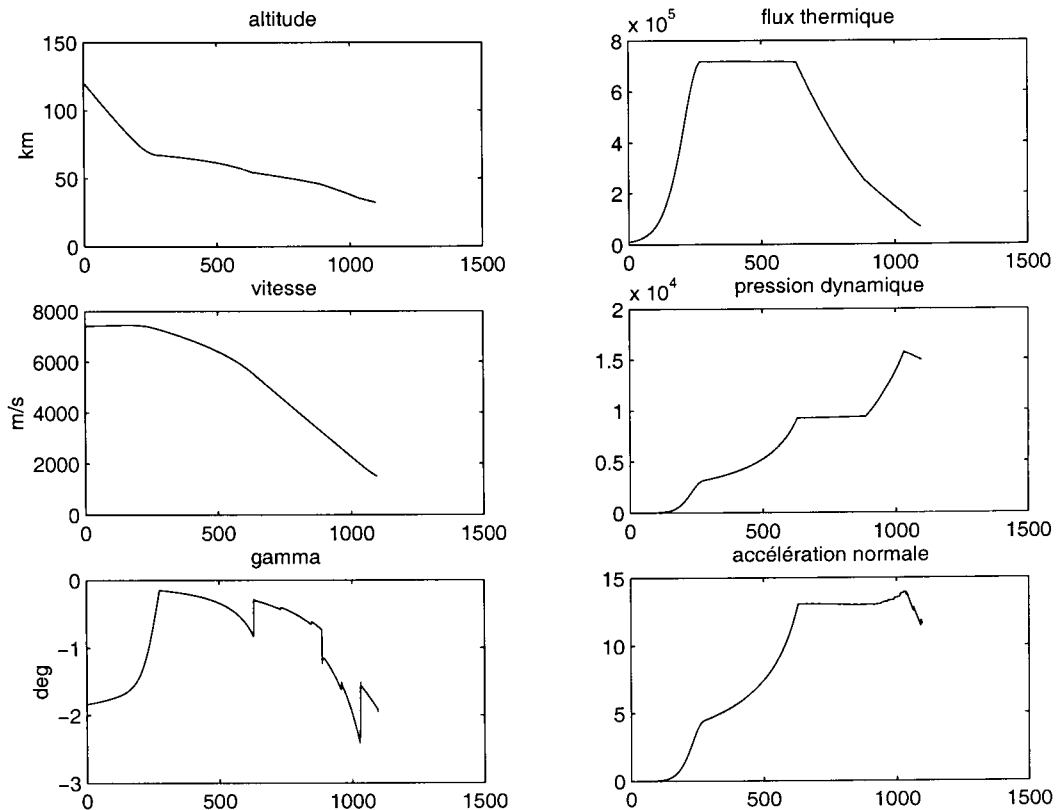 altitude
150
100
50
0
km
0 500 1000 1500
flux thermique
x 10^5
8
6
4
2
0
0 500 1000 1500
vitesse
8000
6000
4000
2000
0
m/s
0 500 1000 1500
pression dynamique
x 10^4
2
1.5
1
0.5
0
0 500 1000 1500
gamma
0
−1
−2
−3
deg
0 500 1000 1500
accélération normale
15
10
5
0
0 500 1000 1500